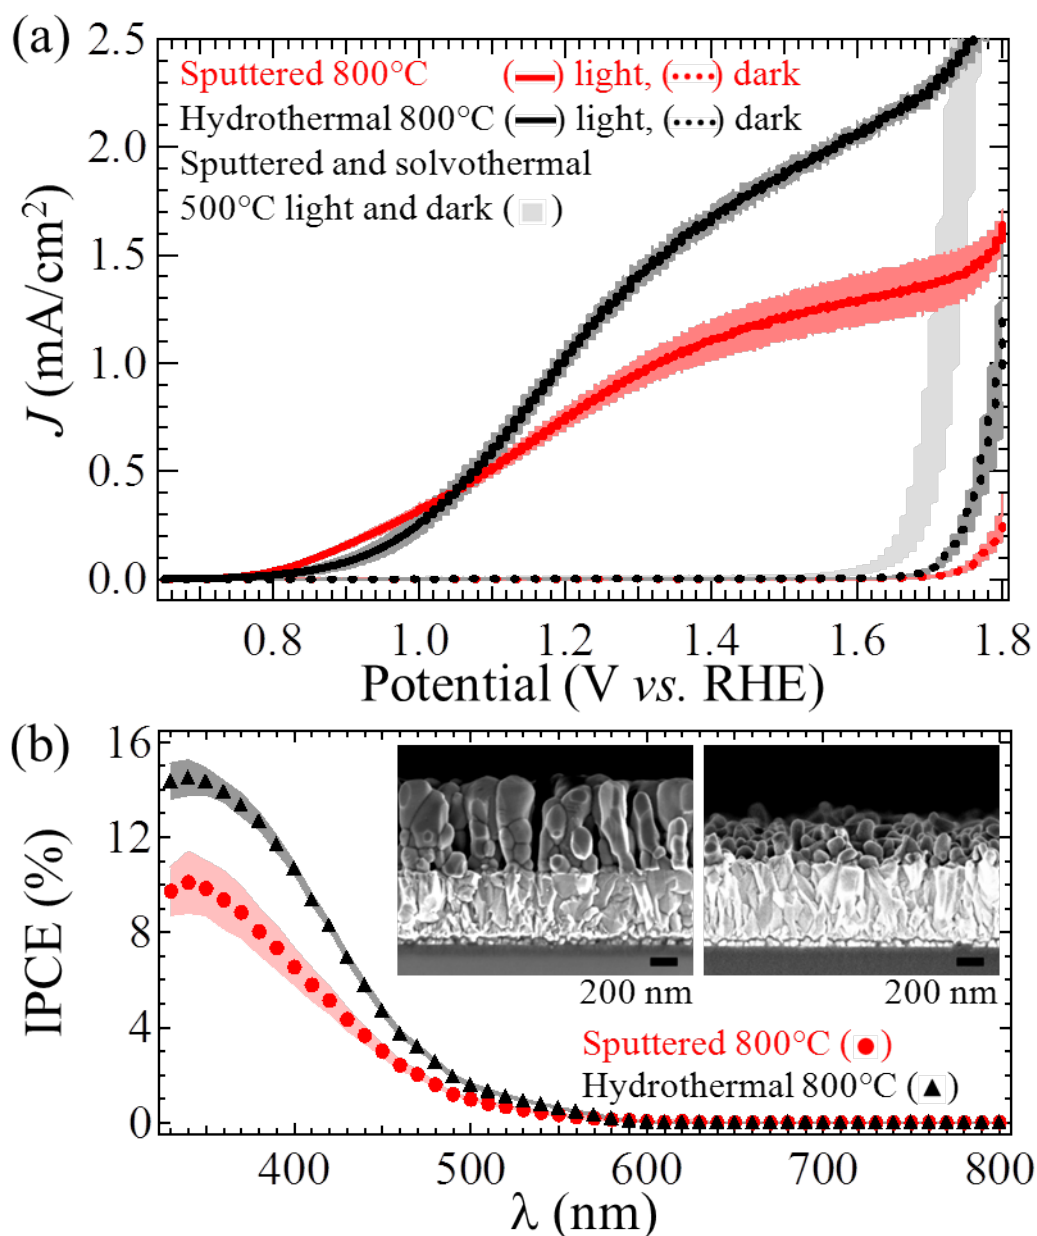 (a)
2.5
2.0
1.5
1.0
0.5
0.0
J (mA/cm²)
Sputtered 800°C (—) light, (····) dark
Hydrothermal 800°C (—) light, (····) dark
Sputtered and solvothermal
500°C light and dark ( )
0.8 1.0 1.2 1.4 1.6 1.8
Potential (V vs. RHE)
(b)
16
12
8
4
0
IPCE (%)
200 nm 200 nm
Sputtered 800°C (●)
Hydrothermal 800°C (▲)
400 500 600 700 800
λ (nm)